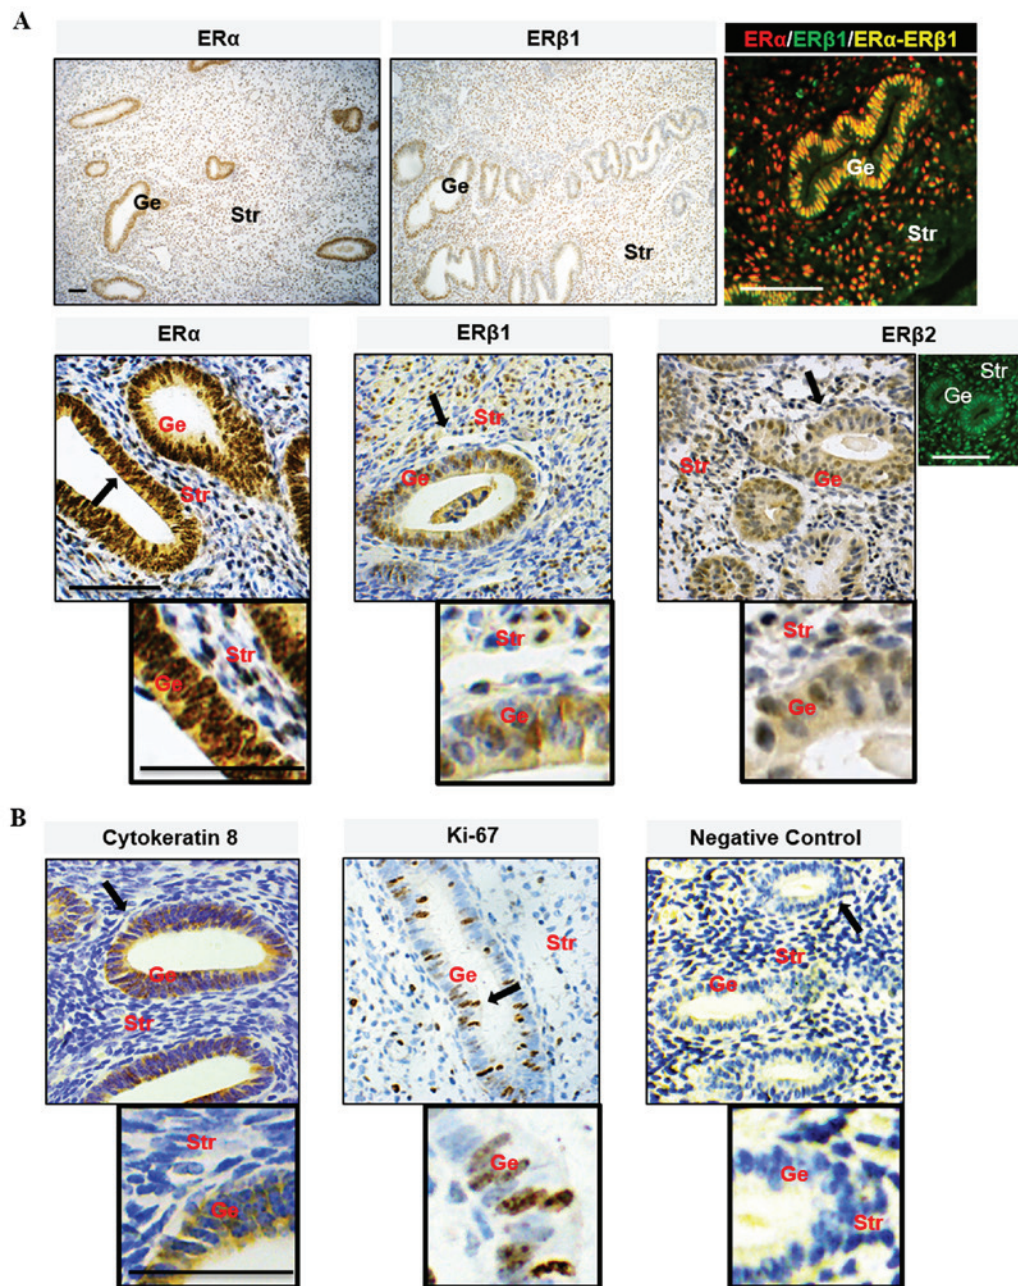 A
ERα
ERβ1
ERα/ERβ1/ERα-ERβ1
Ge
Str
Ge
Str
Ge
Str
ERα
ERβ1
ERβ2
Ge
Str
Str
Ge
Str
Ge
Str
Ge
Str
Ge
Str
Ge
Str
Ge
B
Cytokeratin 8
Ki-67
Negative Control
Ge
Str
Ge
Str
Str
Ge
Str
Ge
Ge
Ge
Str